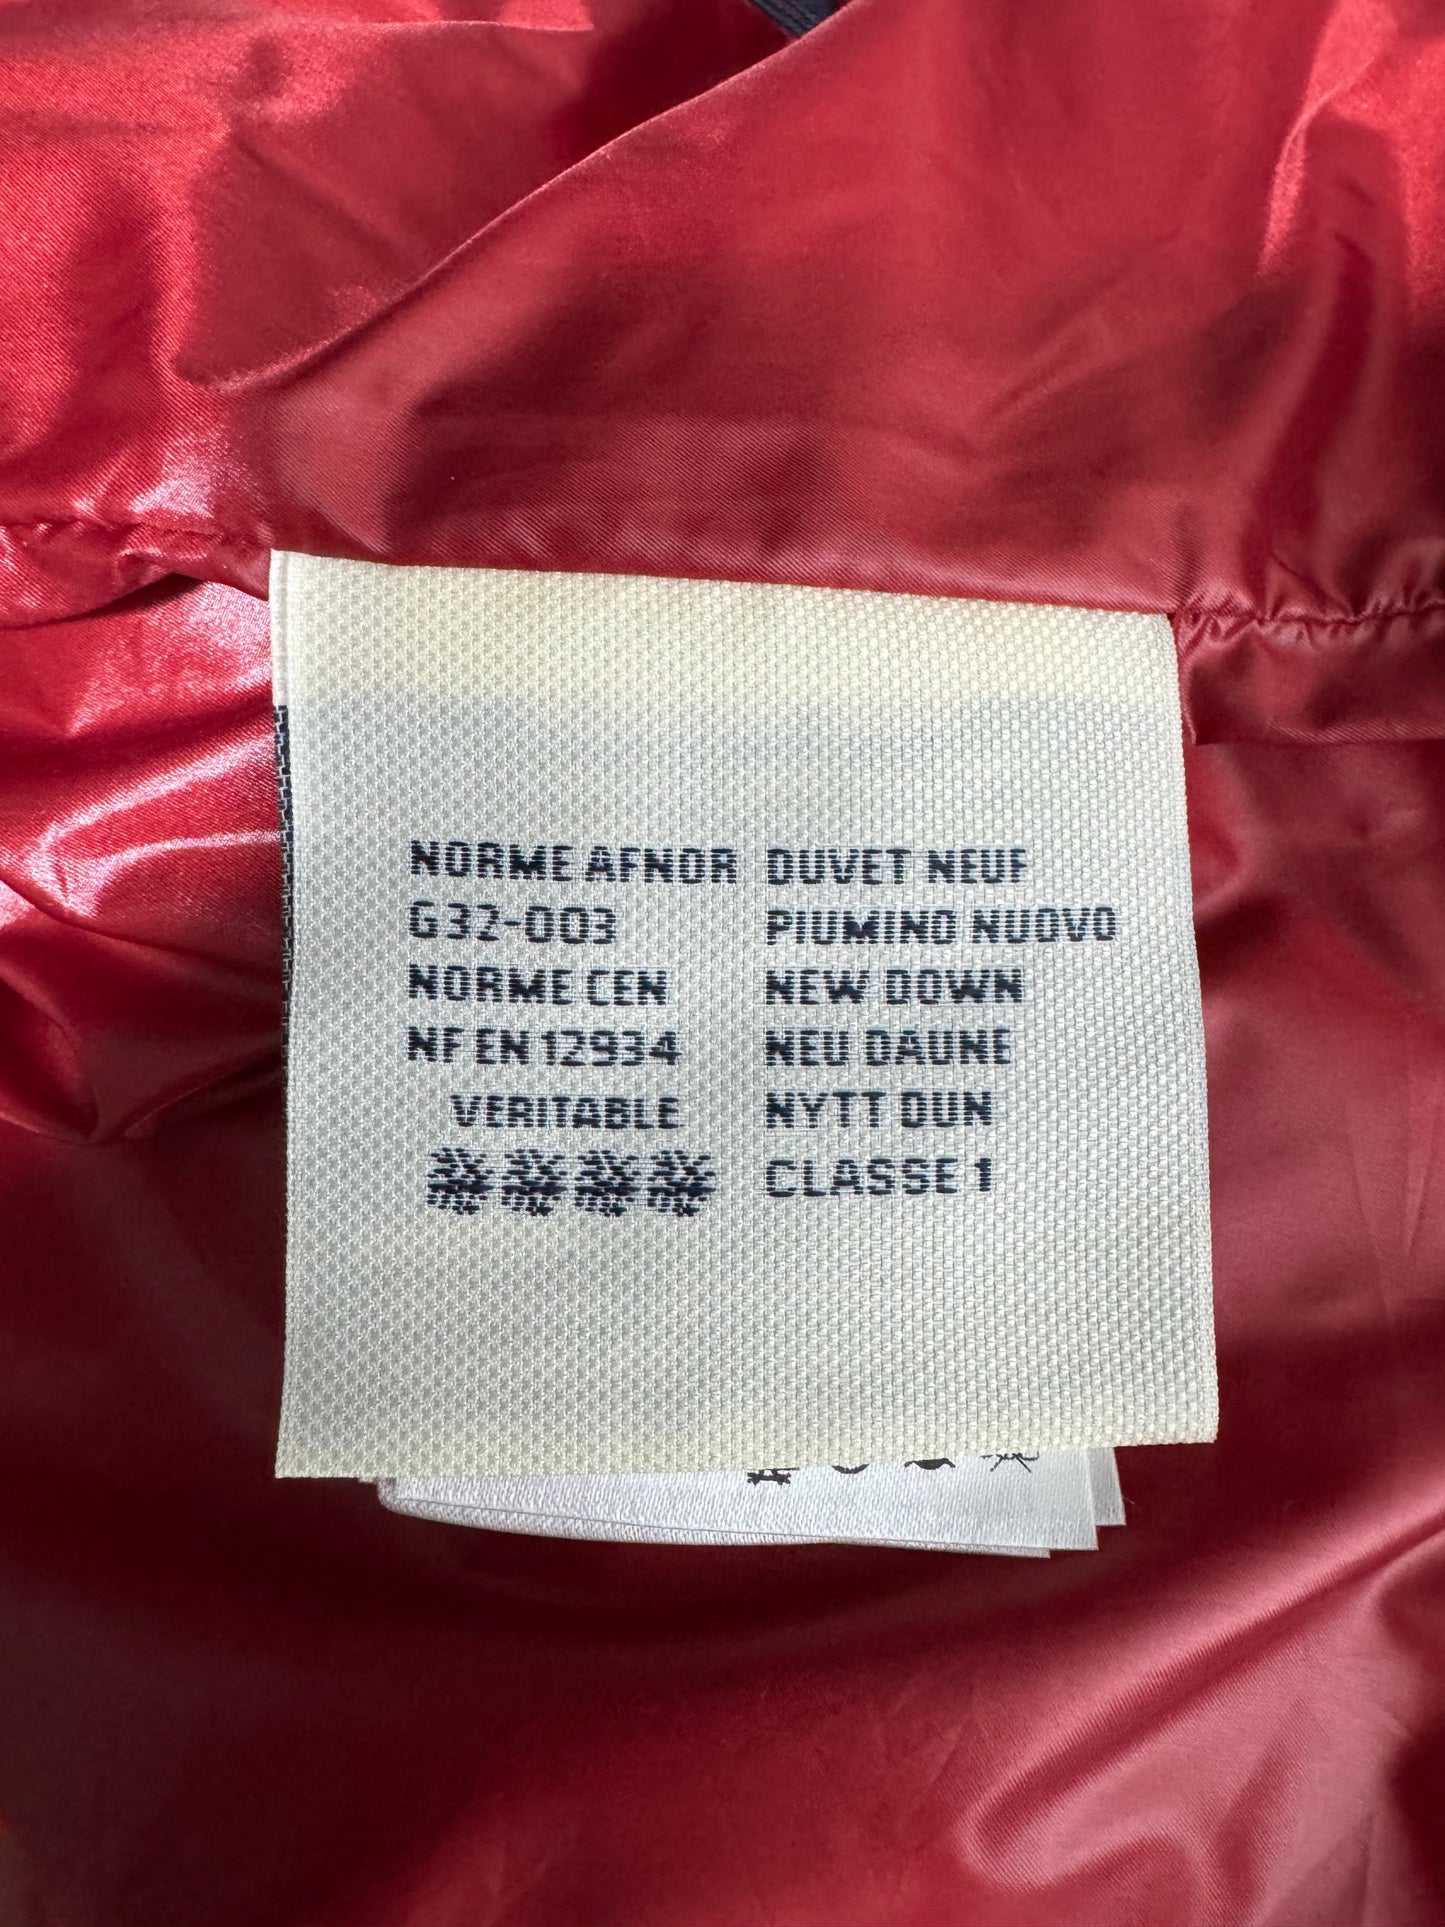 NORME AFNOR
G32-003
NORME CEN
NF EN 12934
VERITABLE
DUVET NEUF
PIUMINO NUOVO
NEW DOWN
NEU DAUNE
NYTT DUN
CLASSE 1